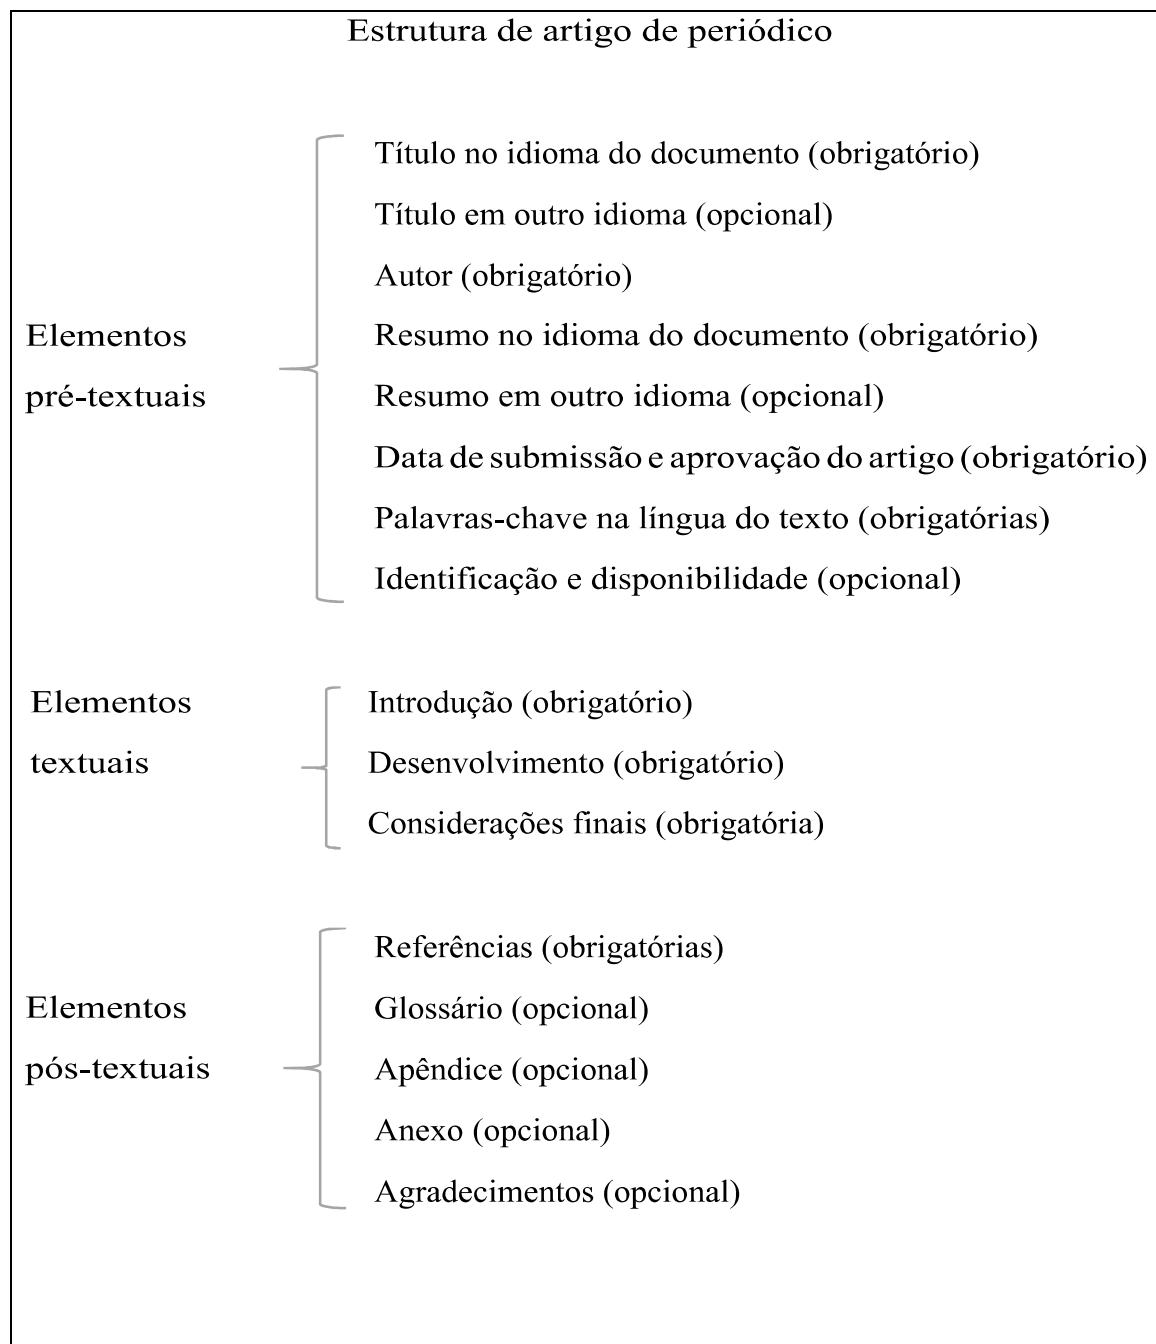 Estrutura de artigo de periódico
Elementos
pré-textuais
Título no idioma do documento (obrigatório)
Título em outro idioma (opcional)
Autor (obrigatório)
Resumo no idioma do documento (obrigatório)
Resumo em outro idioma (opcional)
Data de submissão e aprovação do artigo (obrigatório)
Palavras-chave na língua do texto (obrigatórias)
Identificação e disponibilidade (opcional)
Elementos
textuais
Introdução (obrigatório)
Desenvolvimento (obrigatório)
Considerações finais (obrigatória)
Elementos
pós-textuais
Referências (obrigatórias)
Glossário (opcional)
Apêndice (opcional)
Anexo (opcional)
Agradecimentos (opcional)